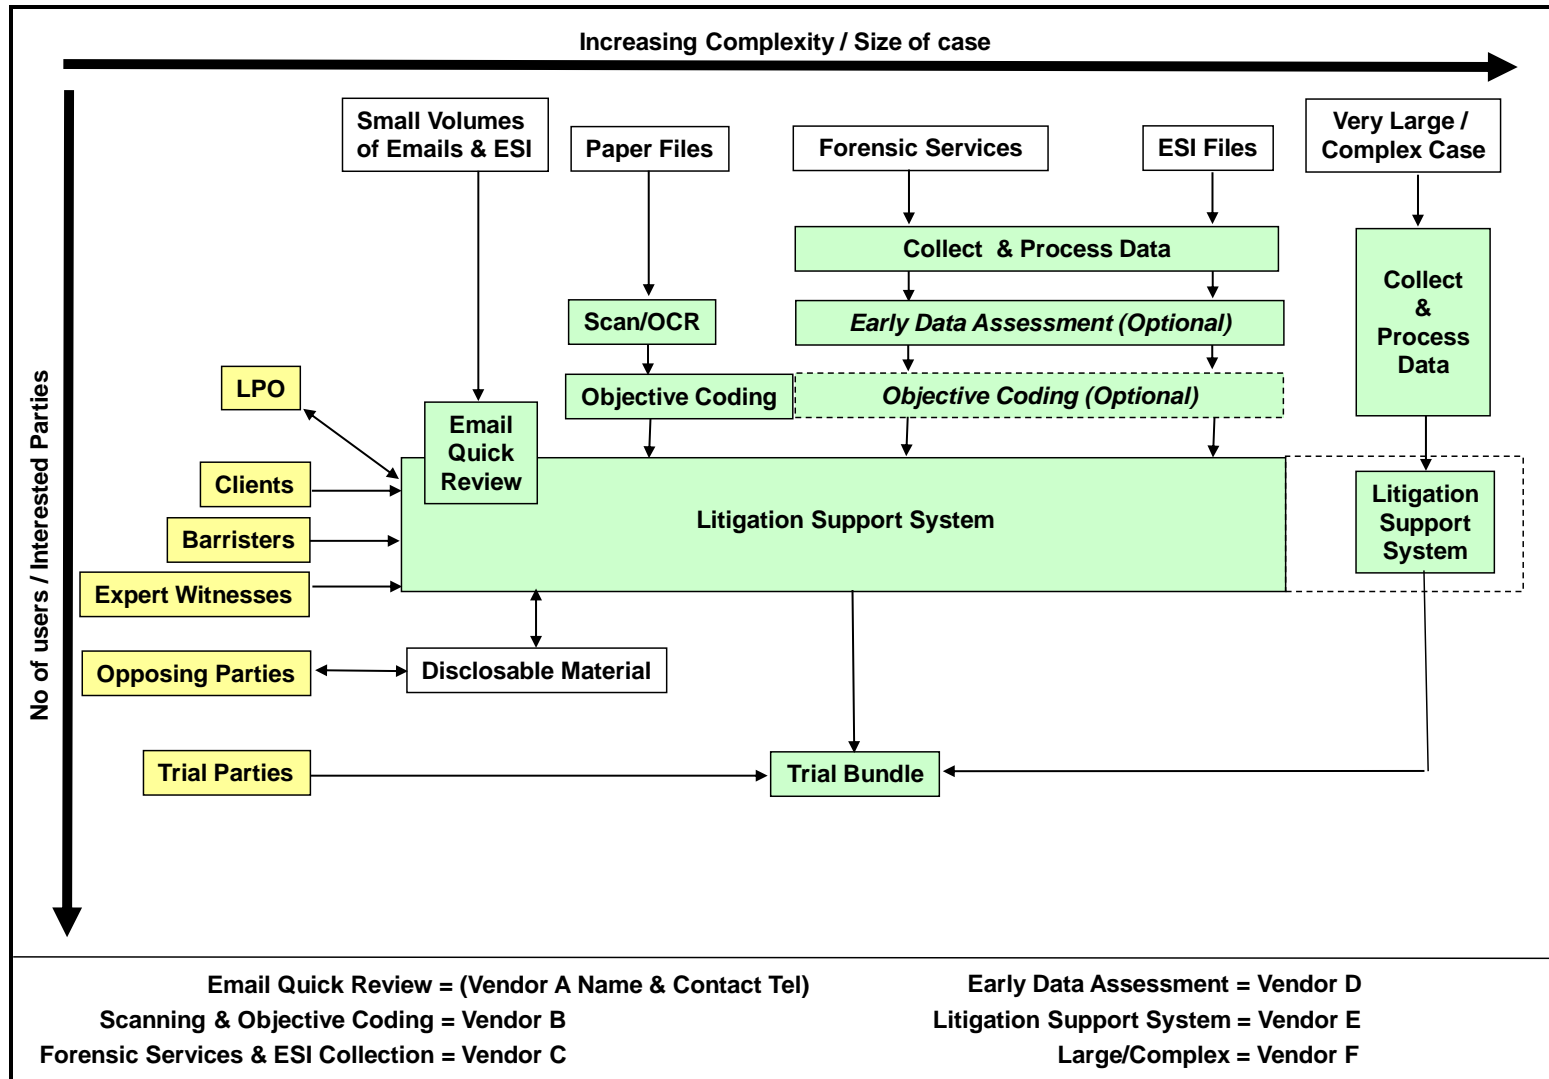 Increasing Complexity / Size of case
No of users / Interested Parties
Small Volumes
of Emails & ESI
Paper Files
Forensic Services
ESI Files
Very Large /
Complex Case
Collect & Process Data
Collect
&
Process
Data
Scan/OCR
Early Data Assessment (Optional)
Objective Coding
Objective Coding (Optional)
LPO
Email
Quick
Review
Clients
Barristers
Expert Witnesses
Litigation Support System
Litigation
Support
System
Opposing Parties
Disclosable Material
Trial Parties
Trial Bundle
Email Quick Review = (Vendor A Name & Contact Tel)
Scanning & Objective Coding = Vendor B
Forensic Services & ESI Collection = Vendor C
Early Data Assessment = Vendor D
Litigation Support System = Vendor E
Large/Complex = Vendor F